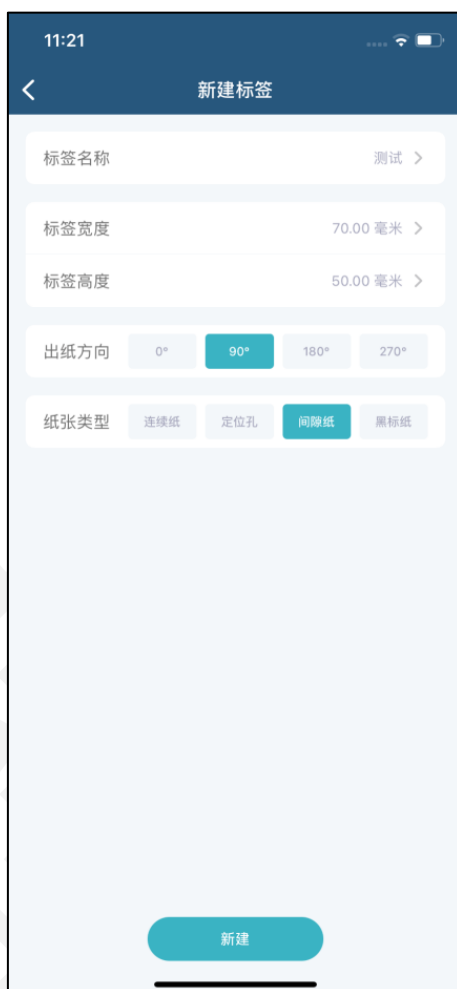 11:21
新建标签
标签名称 测试
标签宽度 70.00 毫米
标签高度 50.00 毫米
出纸方向 0° 90° 180° 270°
纸张类型 连续纸 定位孔 间隙纸 黑标纸
新建